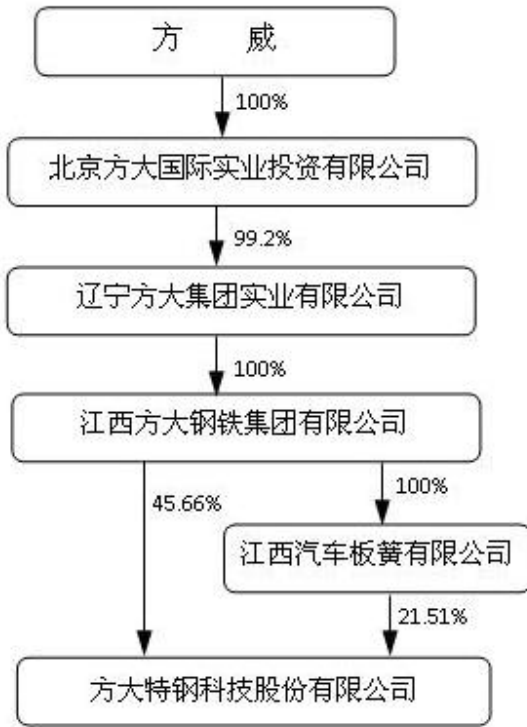 方 威
100%
北京方大国际实业投资有限公司
99.2%
辽宁方大集团实业有限公司
100%
江西方大钢铁集团有限公司
45.66%
100%
江西汽车板簧有限公司
21.51%
方大特钢科技股份有限公司